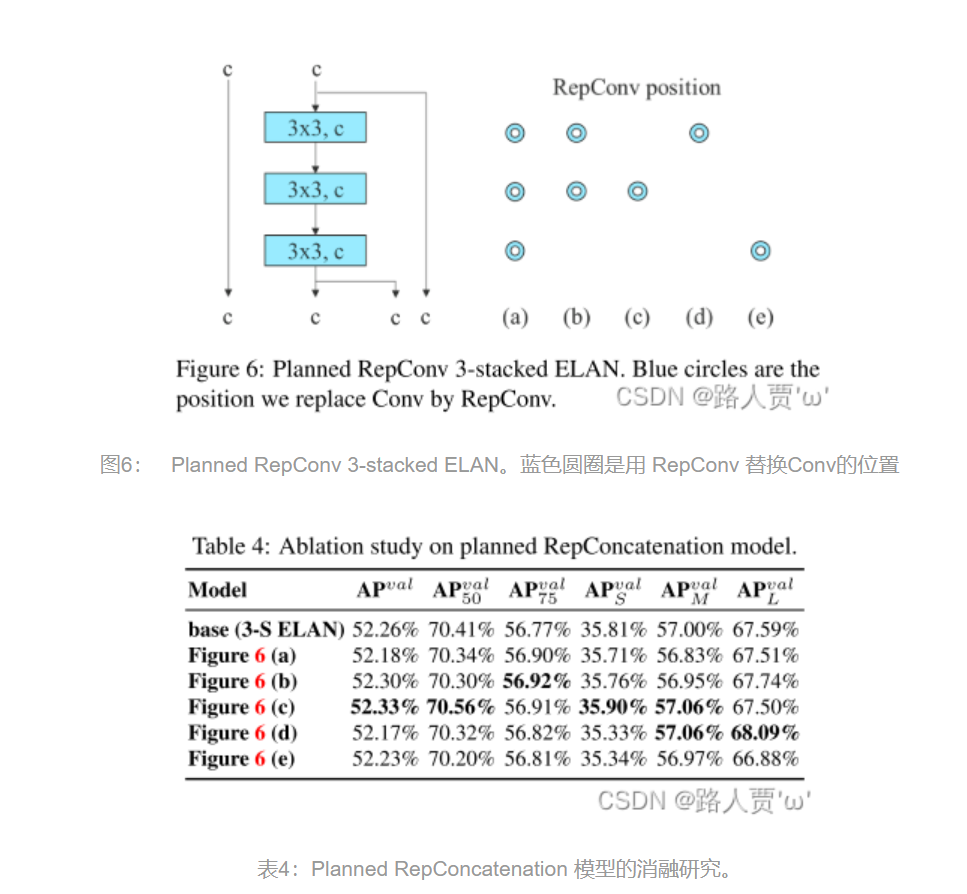 c c
RepConv position
3x3, c
3x3, c
3x3, c
c c c c (a) (b) (c) (d) (e)
Figure 6: Planned RepConv 3-stacked ELAN. Blue circles are the
position we replace Conv by RepConv.
CSDN @路人贾'ω'
图6： Planned RepConv 3-stacked ELAN。蓝色圆圈是用 RepConv 替换Conv的位置
Table 4: Ablation study on planned RepConcatenation model.
Model AP^val AP_50^val AP_75^val AP_S^val AP_M^val AP_L^val
base (3-S ELAN) 52.26% 70.41% 56.77% 35.81% 57.00% 67.59%
Figure 6 (a) 52.18% 70.34% 56.90% 35.71% 56.83% 67.51%
Figure 6 (b) 52.30% 70.30% 56.92% 35.76% 56.95% 67.74%
Figure 6 (c) 52.33% 70.56% 56.91% 35.90% 57.06% 67.50%
Figure 6 (d) 52.17% 70.32% 56.82% 35.33% 57.06% 68.09%
Figure 6 (e) 52.23% 70.20% 56.81% 35.34% 56.97% 66.88%
CSDN @路人贾'ω'
表4：Planned RepConcatenation 模型的消融研究。